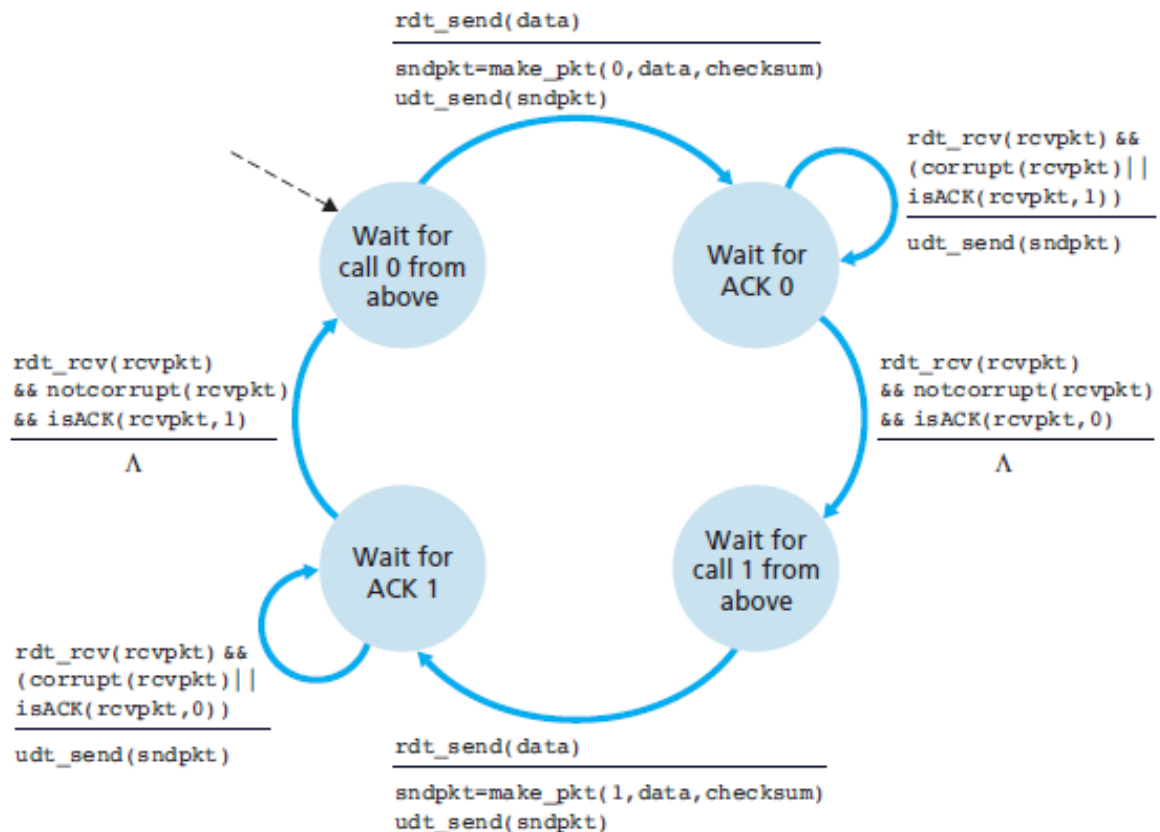 rdt_send(data)
sndpkt=make_pkt(0,data,checksum)
udt_send(sndpkt)
rdt_rcv(rcvpkt) &&
(corrupt(rcvpkt)||
isACK(rcvpkt,1))
udt_send(sndpkt)
Wait for
call 0 from
above
Wait for
ACK 0
rdt_rcv(rcvpkt)
&& notcorrupt(rcvpkt)
&& isACK(rcvpkt,1)
Λ
rdt_rcv(rcvpkt)
&& notcorrupt(rcvpkt)
&& isACK(rcvpkt,0)
Λ
Wait for
ACK 1
Wait for
call 1 from
above
rdt_rcv(rcvpkt) &&
(corrupt(rcvpkt)||
isACK(rcvpkt,0))
udt_send(sndpkt)
rdt_send(data)
sndpkt=make_pkt(1,data,checksum)
udt_send(sndpkt)